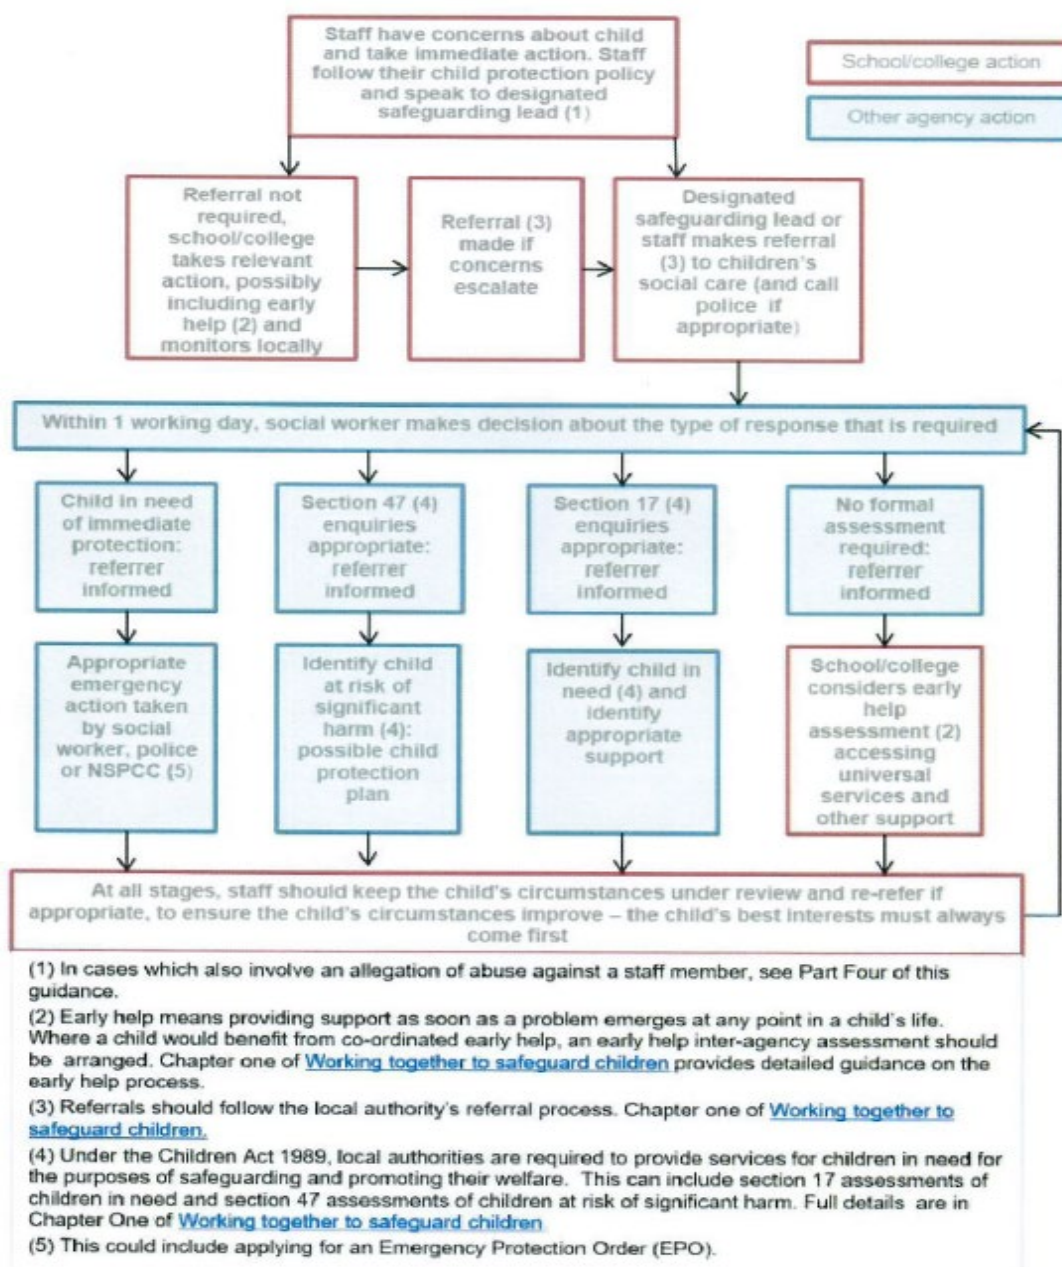 Staff have concerns about child
and take immediate action. Staff
follow their child protection policy
and speak to designated
safeguarding lead (1)
School/college action
Other agency action
Referral not
required,
school/college
takes relevant
action, possibly
including early
help (2) and
monitors locally
Referral (3)
made if
concerns
escalate
Designated
safeguarding lead or
staff makes referral
(3) to children's
social care (and call
police if
appropriate)
Within 1 working day, social worker makes decision about the type of response that is required
Child in need
of immediate
protection:
referrer
informed
Section 47 (4)
enquiries
appropriate:
referrer
informed
Section 17 (4)
enquiries
appropriate:
referrer
informed
No formal
assessment
required:
referrer
informed
Appropriate
emergency
action taken
by social
worker, police
or NSPCC (5)
Identify child
at risk of
significant
harm (4):
possible child
protection
plan
Identify child in
need (4) and
identify
appropriate
support
School/college
considers early
help
assessment (2)
accessing
universal
services and
other support
At all stages, staff should keep the child's circumstances under review and re-refer if
appropriate, to ensure the child's circumstances improve – the child's best interests must always
come first
(1) In cases which also involve an allegation of abuse against a staff member, see Part Four of this
guidance.
(2) Early help means providing support as soon as a problem emerges at any point in a child's life.
Where a child would benefit from co-ordinated early help, an early help inter-agency assessment should
be arranged. Chapter one of Working together to safeguard children provides detailed guidance on the
early help process.
(3) Referrals should follow the local authority's referral process. Chapter one of Working together to
safeguard children.
(4) Under the Children Act 1989, local authorities are required to provide services for children in need for
the purposes of safeguarding and promoting their welfare. This can include section 17 assessments of
children in need and section 47 assessments of children at risk of significant harm. Full details are in
Chapter One of Working together to safeguard children
(5) This could include applying for an Emergency Protection Order (EPO).